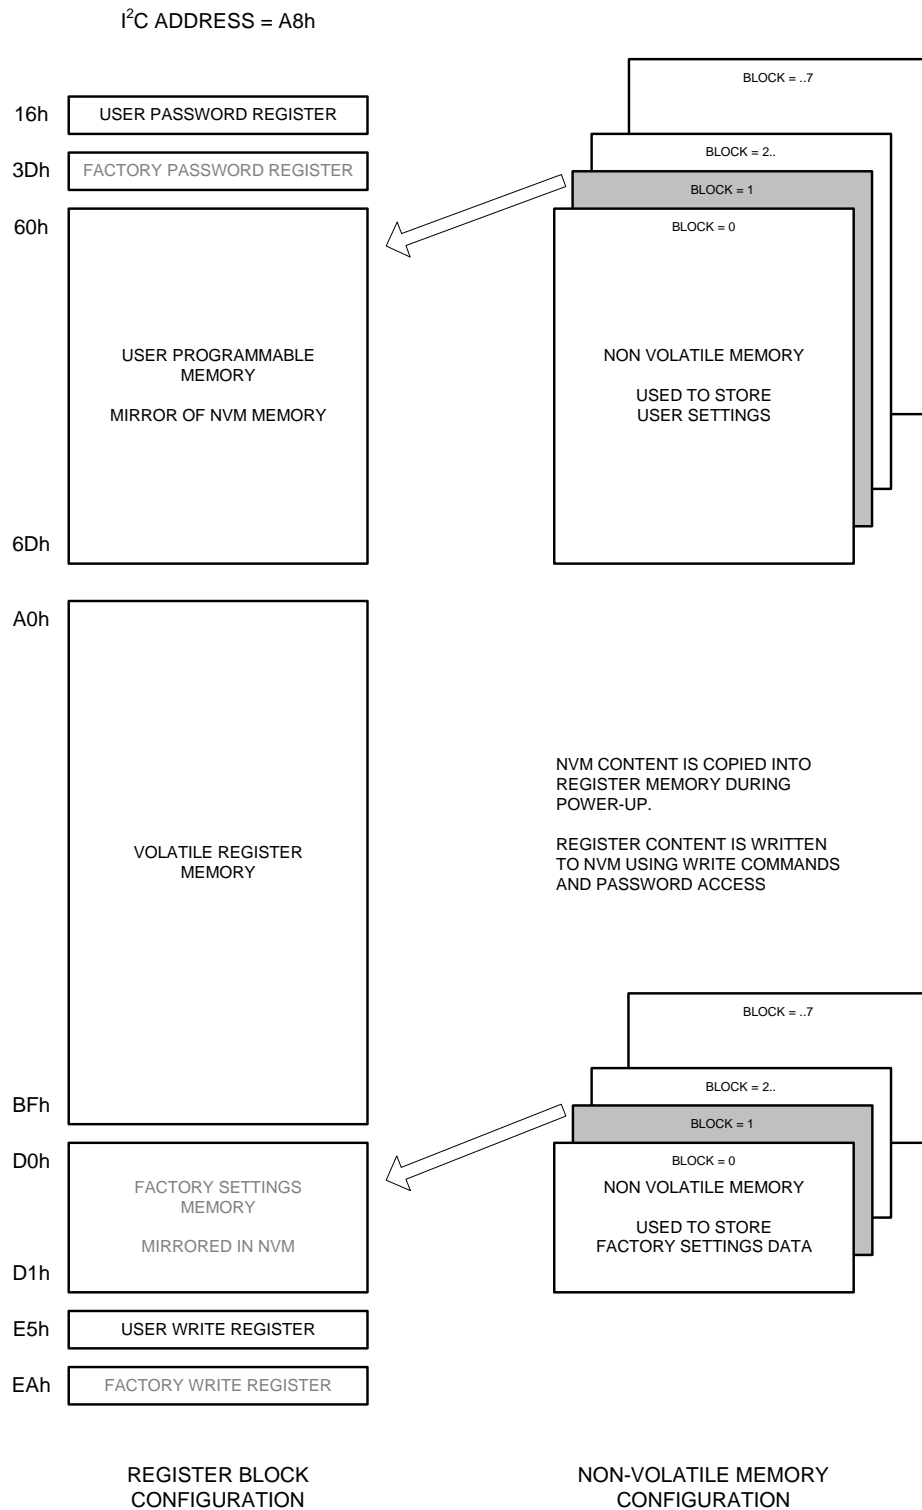 I²C ADDRESS = A8h
BLOCK = ..7
16h
USER PASSWORD REGISTER
BLOCK = 2..
3Dh
FACTORY PASSWORD REGISTER
BLOCK = 1
60h
BLOCK = 0
USER PROGRAMMABLE
MEMORY
MIRROR OF NVM MEMORY
NON VOLATILE MEMORY
USED TO STORE
USER SETTINGS
6Dh
A0h
NVM CONTENT IS COPIED INTO
REGISTER MEMORY DURING
POWER-UP.
REGISTER CONTENT IS WRITTEN
TO NVM USING WRITE COMMANDS
AND PASSWORD ACCESS
VOLATILE REGISTER
MEMORY
BLOCK = ..7
BLOCK = 2..
BFh
BLOCK = 1
D0h
BLOCK = 0
FACTORY SETTINGS
MEMORY
MIRRORED IN NVM
NON VOLATILE MEMORY
USED TO STORE
FACTORY SETTINGS DATA
D1h
E5h
USER WRITE REGISTER
EAh
FACTORY WRITE REGISTER
REGISTER BLOCK
CONFIGURATION
NON-VOLATILE MEMORY
CONFIGURATION